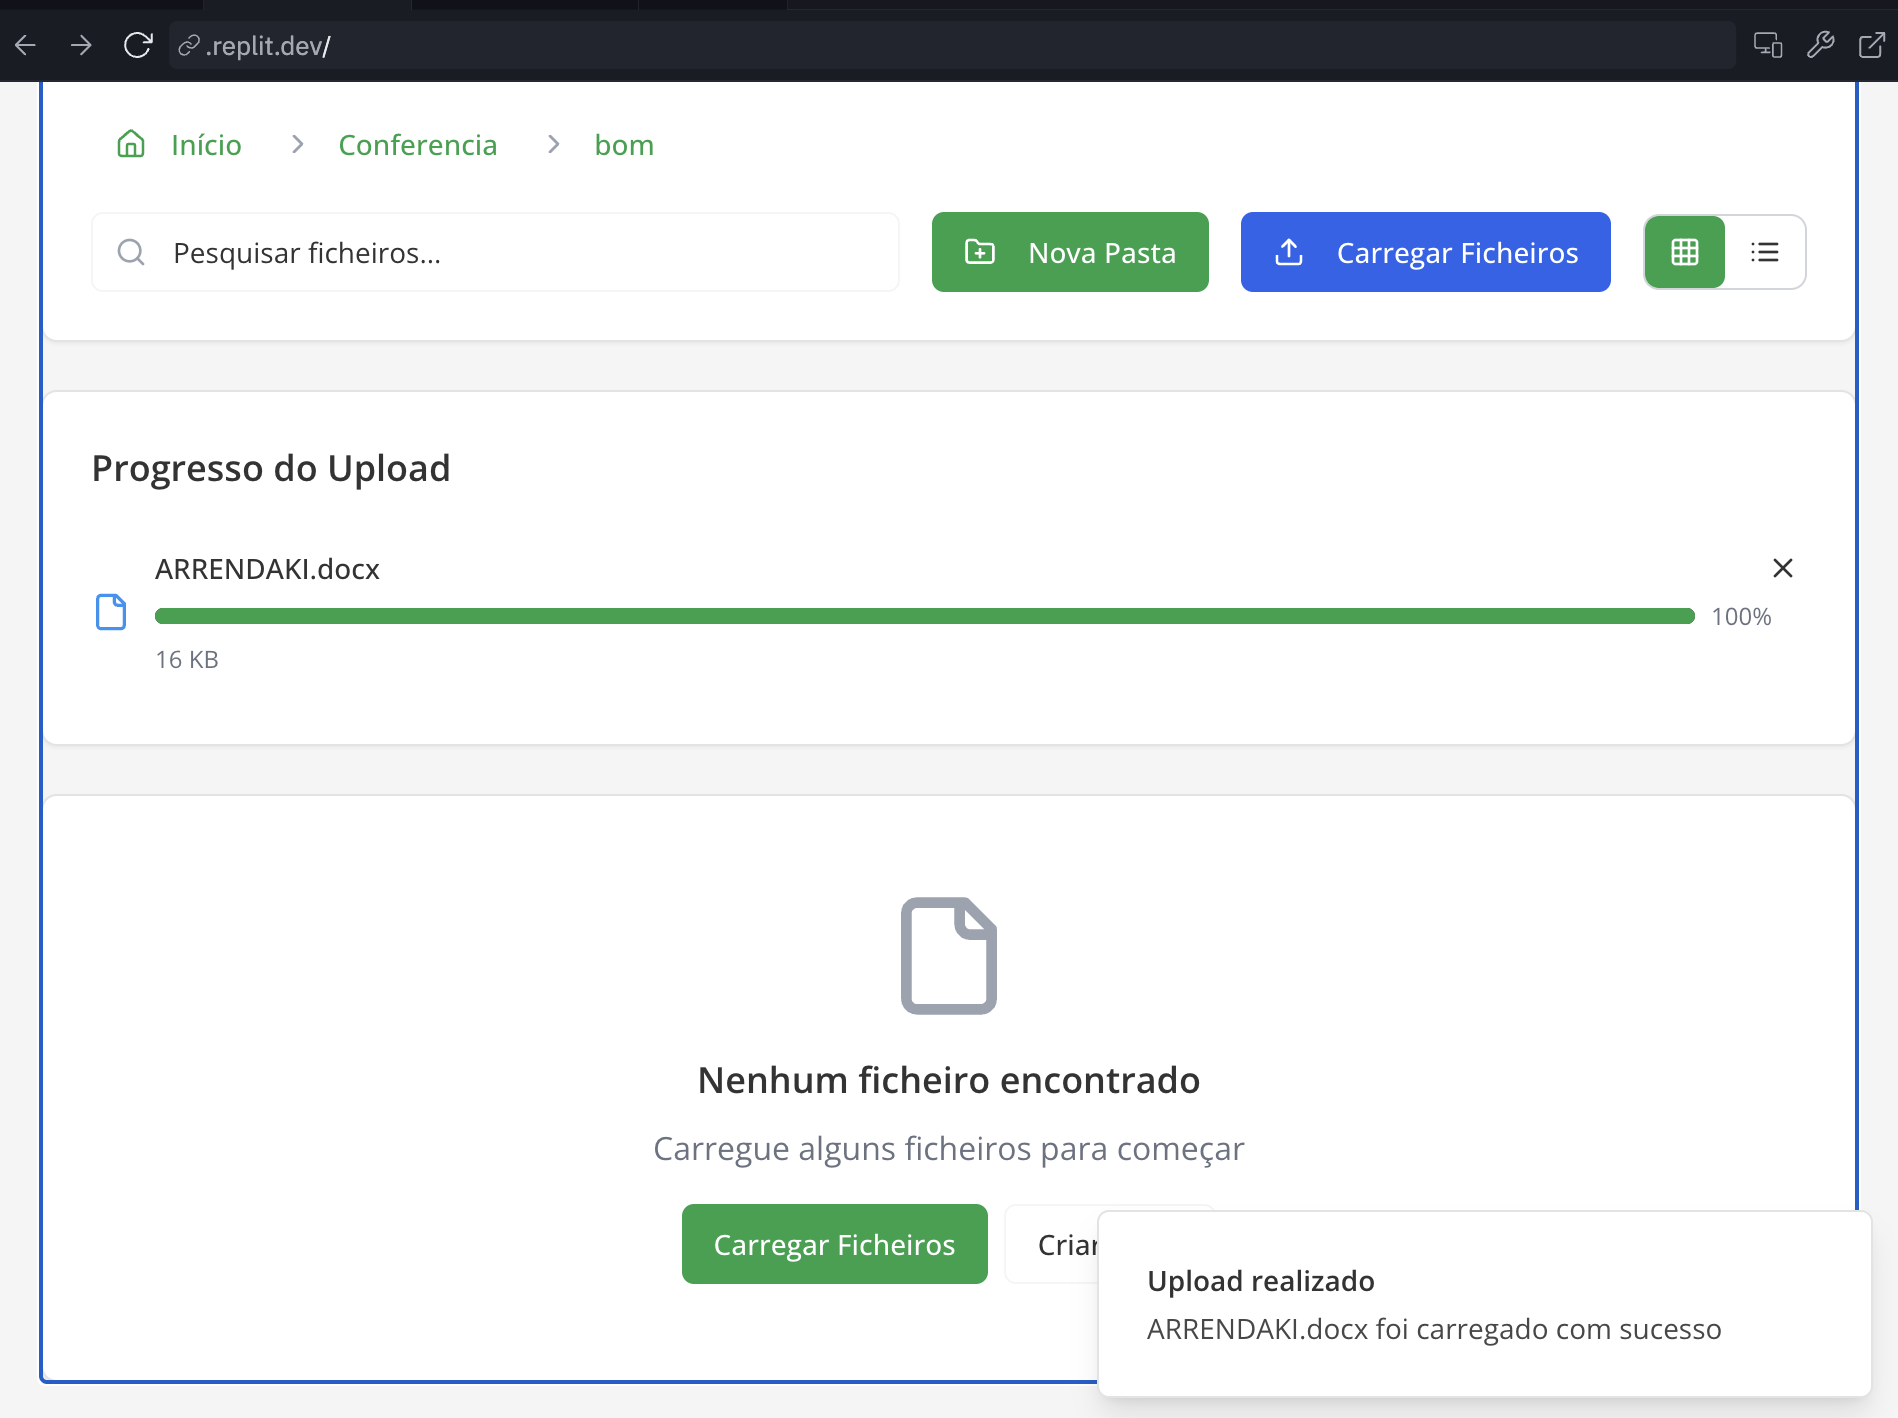 .replit.dev/
Início > Conferencia > bom
Pesquisar ficheiros...
Nova Pasta
Carregar Ficheiros
Progresso do Upload
ARRENDAKI.docx
100%
16 KB
Nenhum ficheiro encontrado
Carregue alguns ficheiros para começar
Carregar Ficheiros
Criar
Upload realizado
ARRENDAKI.docx foi carregado com sucesso